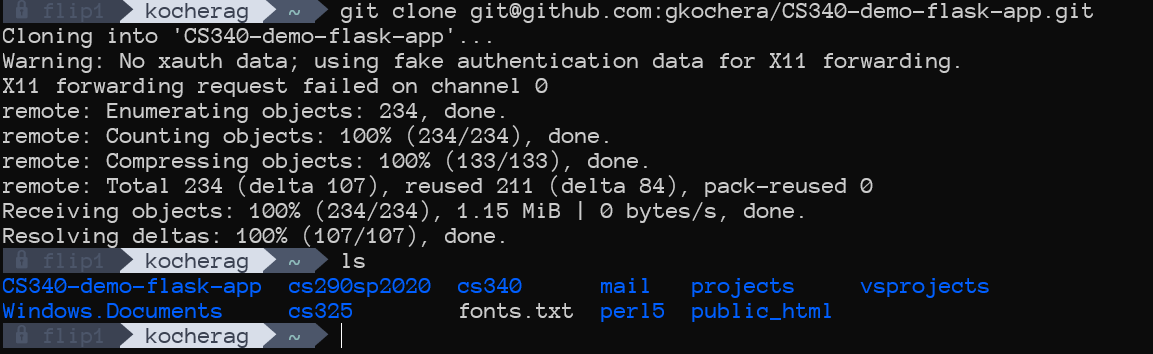 flip1 kocherag ~ git clone git@github.com:gkochera/CS340-demo-flask-app.git
Cloning into 'CS340-demo-flask-app'...
Warning: No xauth data; using fake authentication data for X11 forwarding.
X11 forwarding request failed on channel 0
remote: Enumerating objects: 234, done.
remote: Counting objects: 100% (234/234), done.
remote: Compressing objects: 100% (133/133), done.
remote: Total 234 (delta 107), reused 211 (delta 84), pack-reused 0
Receiving objects: 100% (234/234), 1.15 MiB | 0 bytes/s, done.
Resolving deltas: 100% (107/107), done.
flip1 kocherag ~ ls
CS340-demo-flask-app cs290sp2020 cs340 mail projects vsprojects
Windows.Documents cs325 fonts.txt perl5 public_html
flip1 kocherag ~